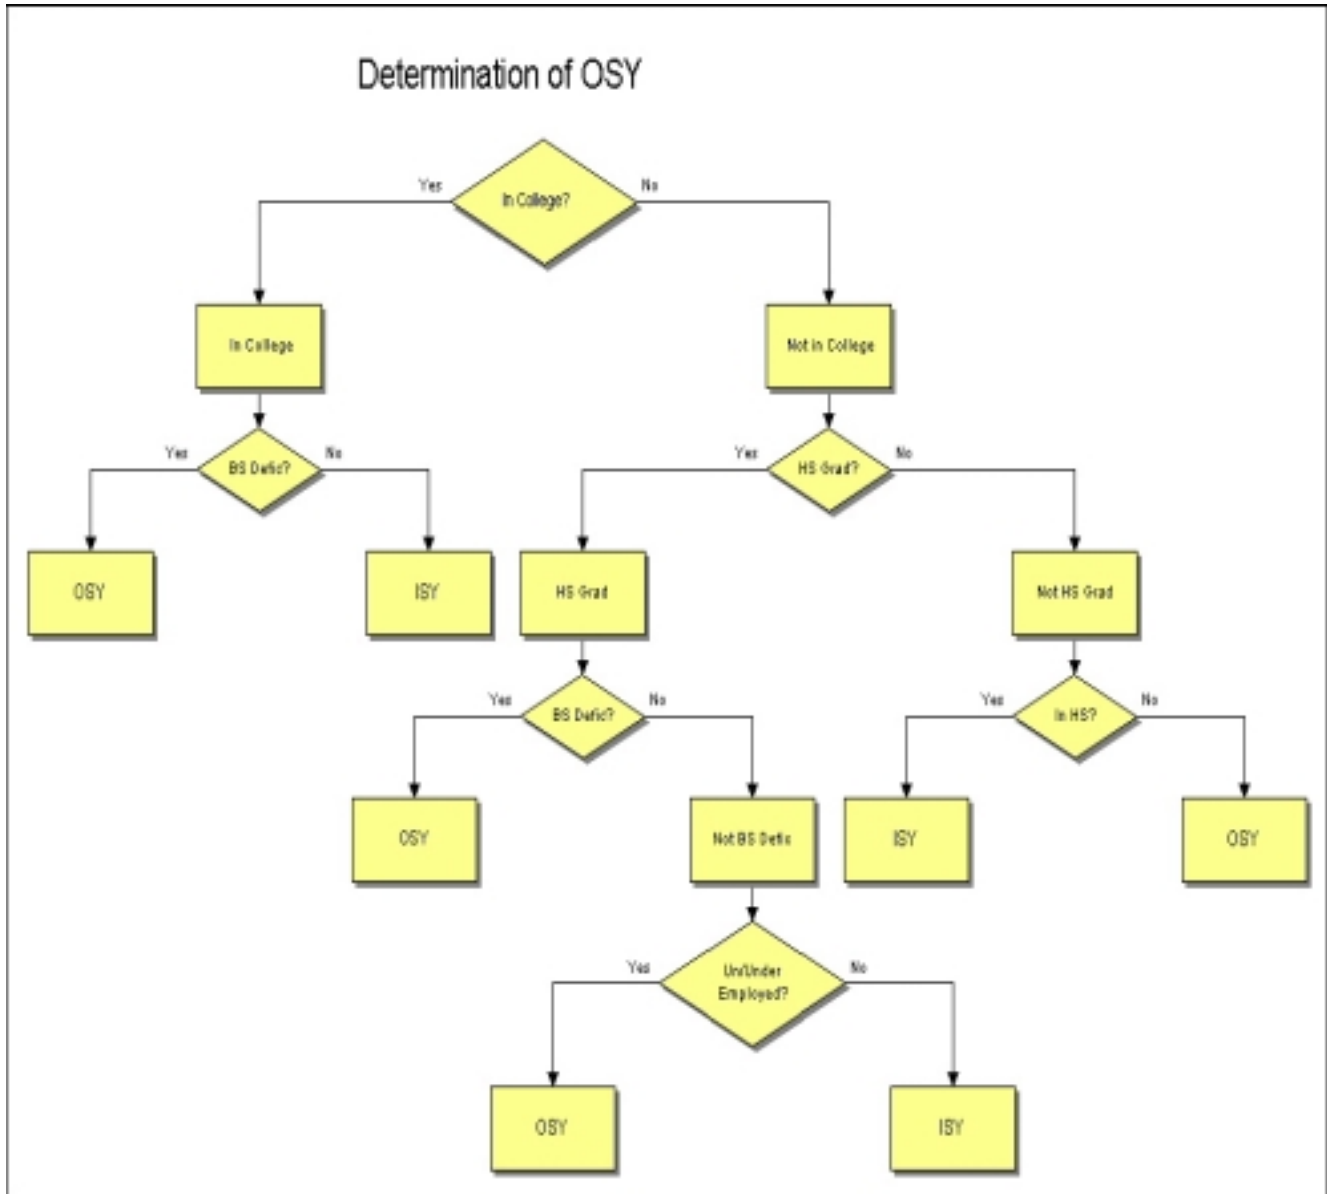 Determination of OSY
Yes
In College?
No
In College
Not in College
Yes
BS Defic?
No
Yes
HS Grad?
No
OSY
ISY
HS Grad
Not HS Grad
Yes
BS Defic?
No
Yes
In HS?
No
OSY
Not BS Defic
ISY
OSY
Yes
Un/Under
Employed?
No
OSY
ISY